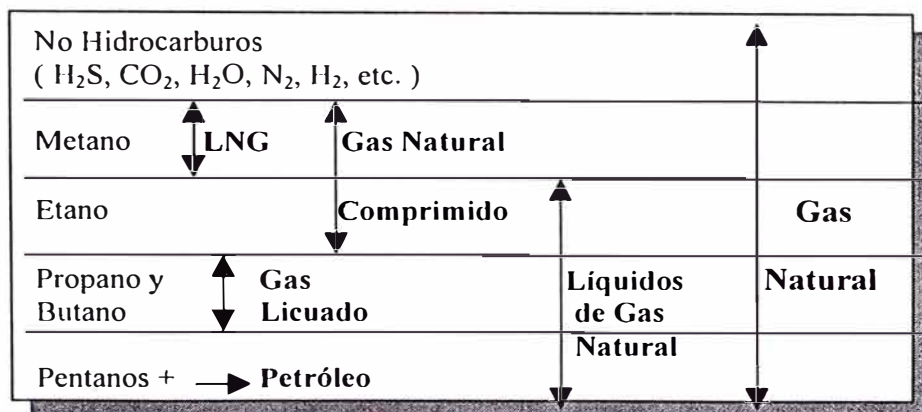 No Hidrocarburos
( H₂S, CO₂, H₂O, N₂, H₂, etc. )
Metano LNG Gas Natural
Etano Comprimido Gas
Propano y Gas Líquidos Natural
Butano Licuado de Gas
Natural
Pentanos + Petróleo